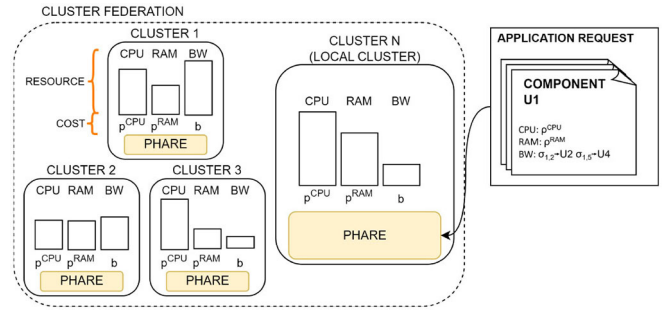 CLUSTER FEDERATION
CLUSTER 1
CPU RAM BW
RESOURCE
COST
p^CPU p^RAM b
PHARE
CLUSTER 2
CPU RAM BW
p^CPU p^RAM b
PHARE
CLUSTER 3
CPU RAM BW
p^CPU p^RAM b
PHARE
CLUSTER N
(LOCAL CLUSTER)
CPU RAM BW
p^CPU p^RAM b
PHARE
APPLICATION REQUEST
COMPONENT
U1
CPU: ρ^CPU
RAM: ρ^RAM
BW: σ1,2→U2 σ1,5→U4